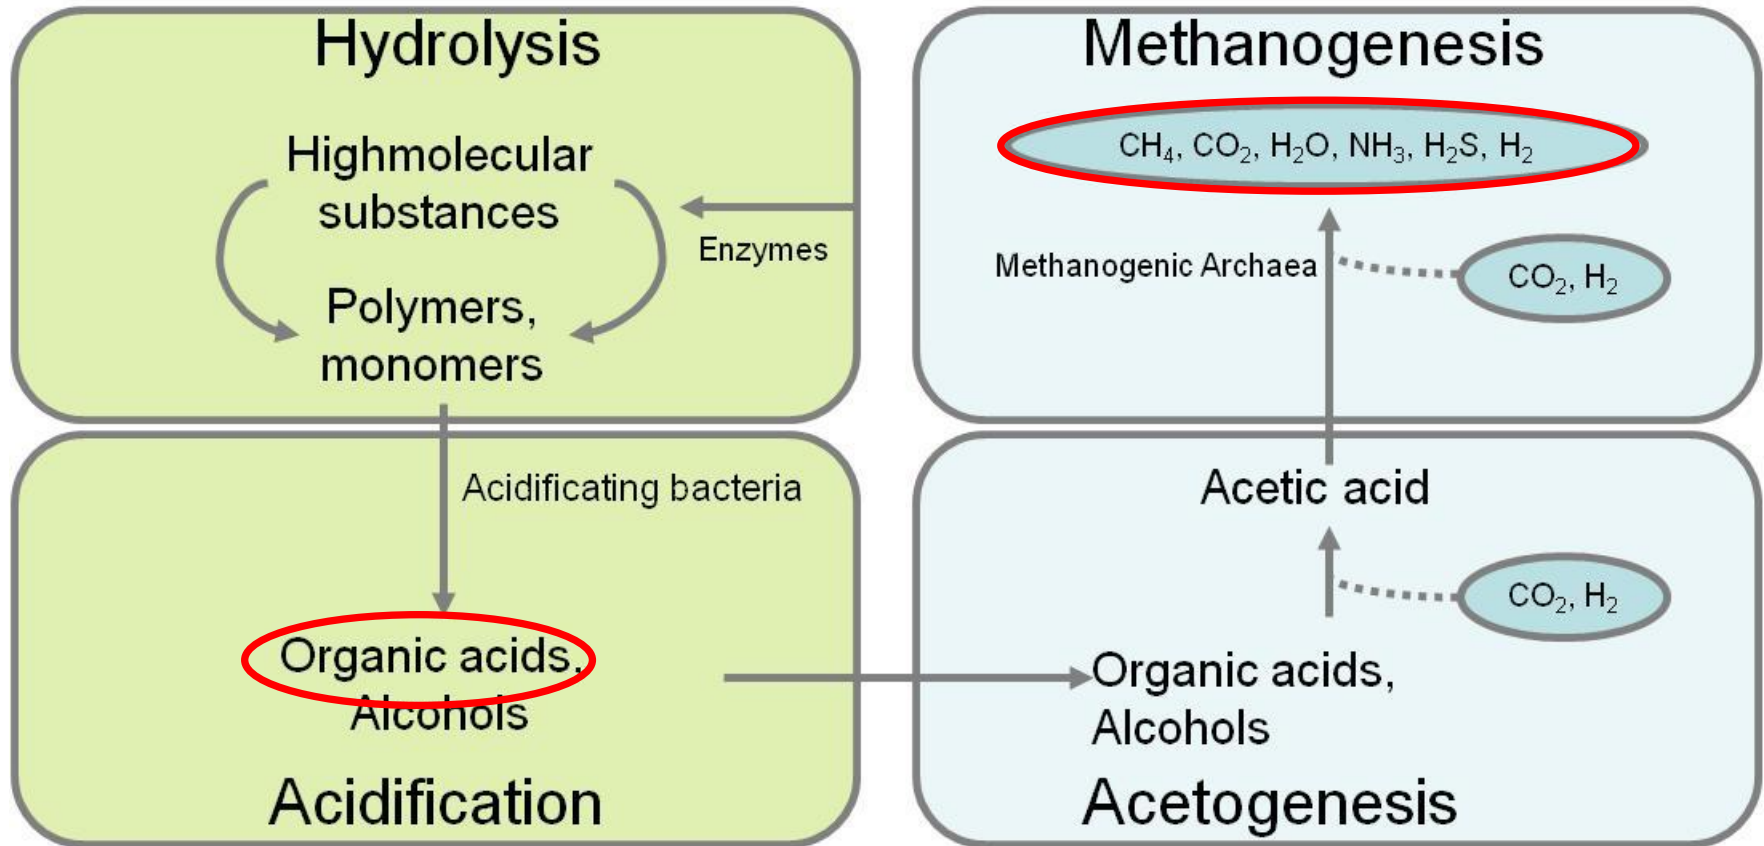 Hydrolysis
Highmolecular
substances
Enzymes
Polymers,
monomers
Acidificating bacteria
Organic acids,
Alcohols
Acidification
Methanogenesis
CH₄, CO₂, H₂O, NH₃, H₂S, H₂
Methanogenic Archaea
CO₂, H₂
Acetic acid
CO₂, H₂
Organic acids,
Alcohols
Acetogenesis